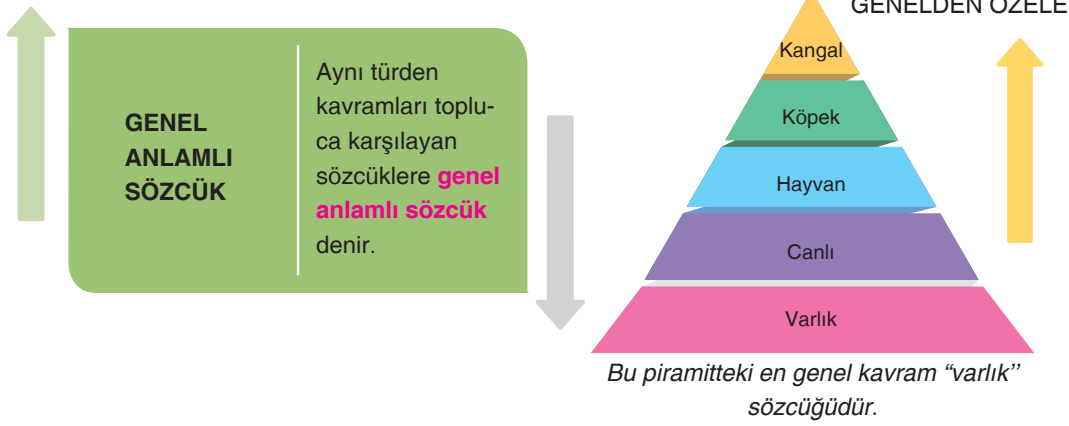 GENEL
ANLAMLI
SÖZCÜK
Aynı türden
kavramları toplu-
ca karşılayan
sözcüklere genel
anlamlı sözcük
denir.
GENELDEN ÖZELE
Kangal
Köpek
Hayvan
Canlı
Varlık
Bu piramitteki en genel kavram “varlık’’
sözcüğüdür.